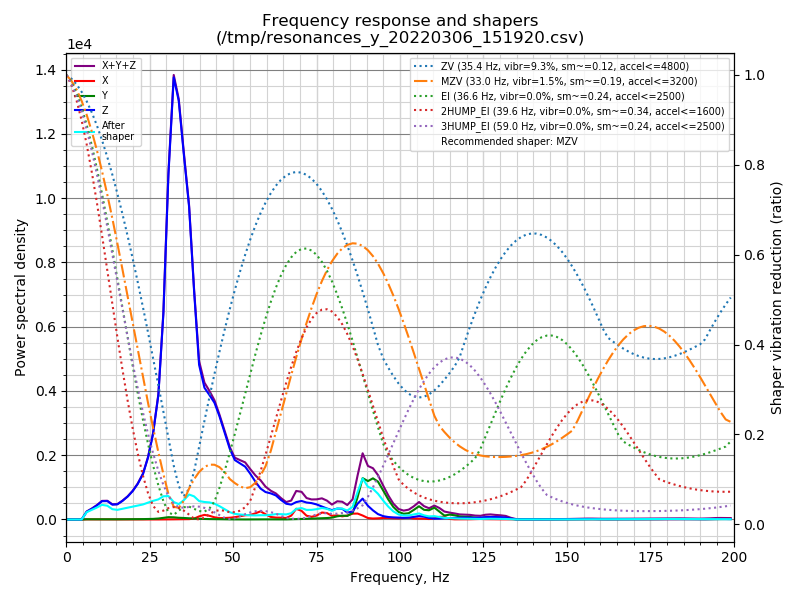 Frequency response and shapers
(/tmp/resonances_y_20220306_151920.csv)
1e4
X+Y+Z
X
Y
Z
After
shaper
ZV (35.4 Hz, vibr=9.3%, sm~=0.12, accel<=4800)
MZV (33.0 Hz, vibr=1.5%, sm~=0.19, accel<=3200)
EI (36.6 Hz, vibr=0.0%, sm~=0.24, accel<=2500)
2HUMP_EI (39.6 Hz, vibr=0.0%, sm~=0.34, accel<=1600)
3HUMP_EI (59.0 Hz, vibr=0.0%, sm~=0.24, accel<=2500)
Recommended shaper: MZV
Power spectral density
1.4
1.2
1.0
0.8
0.6
0.4
0.2
0.0
1.0
0.8
0.6
0.4
0.2
0.0
Shaper vibration reduction (ratio)
0 25 50 75 100 125 150 175 200
Frequency, Hz